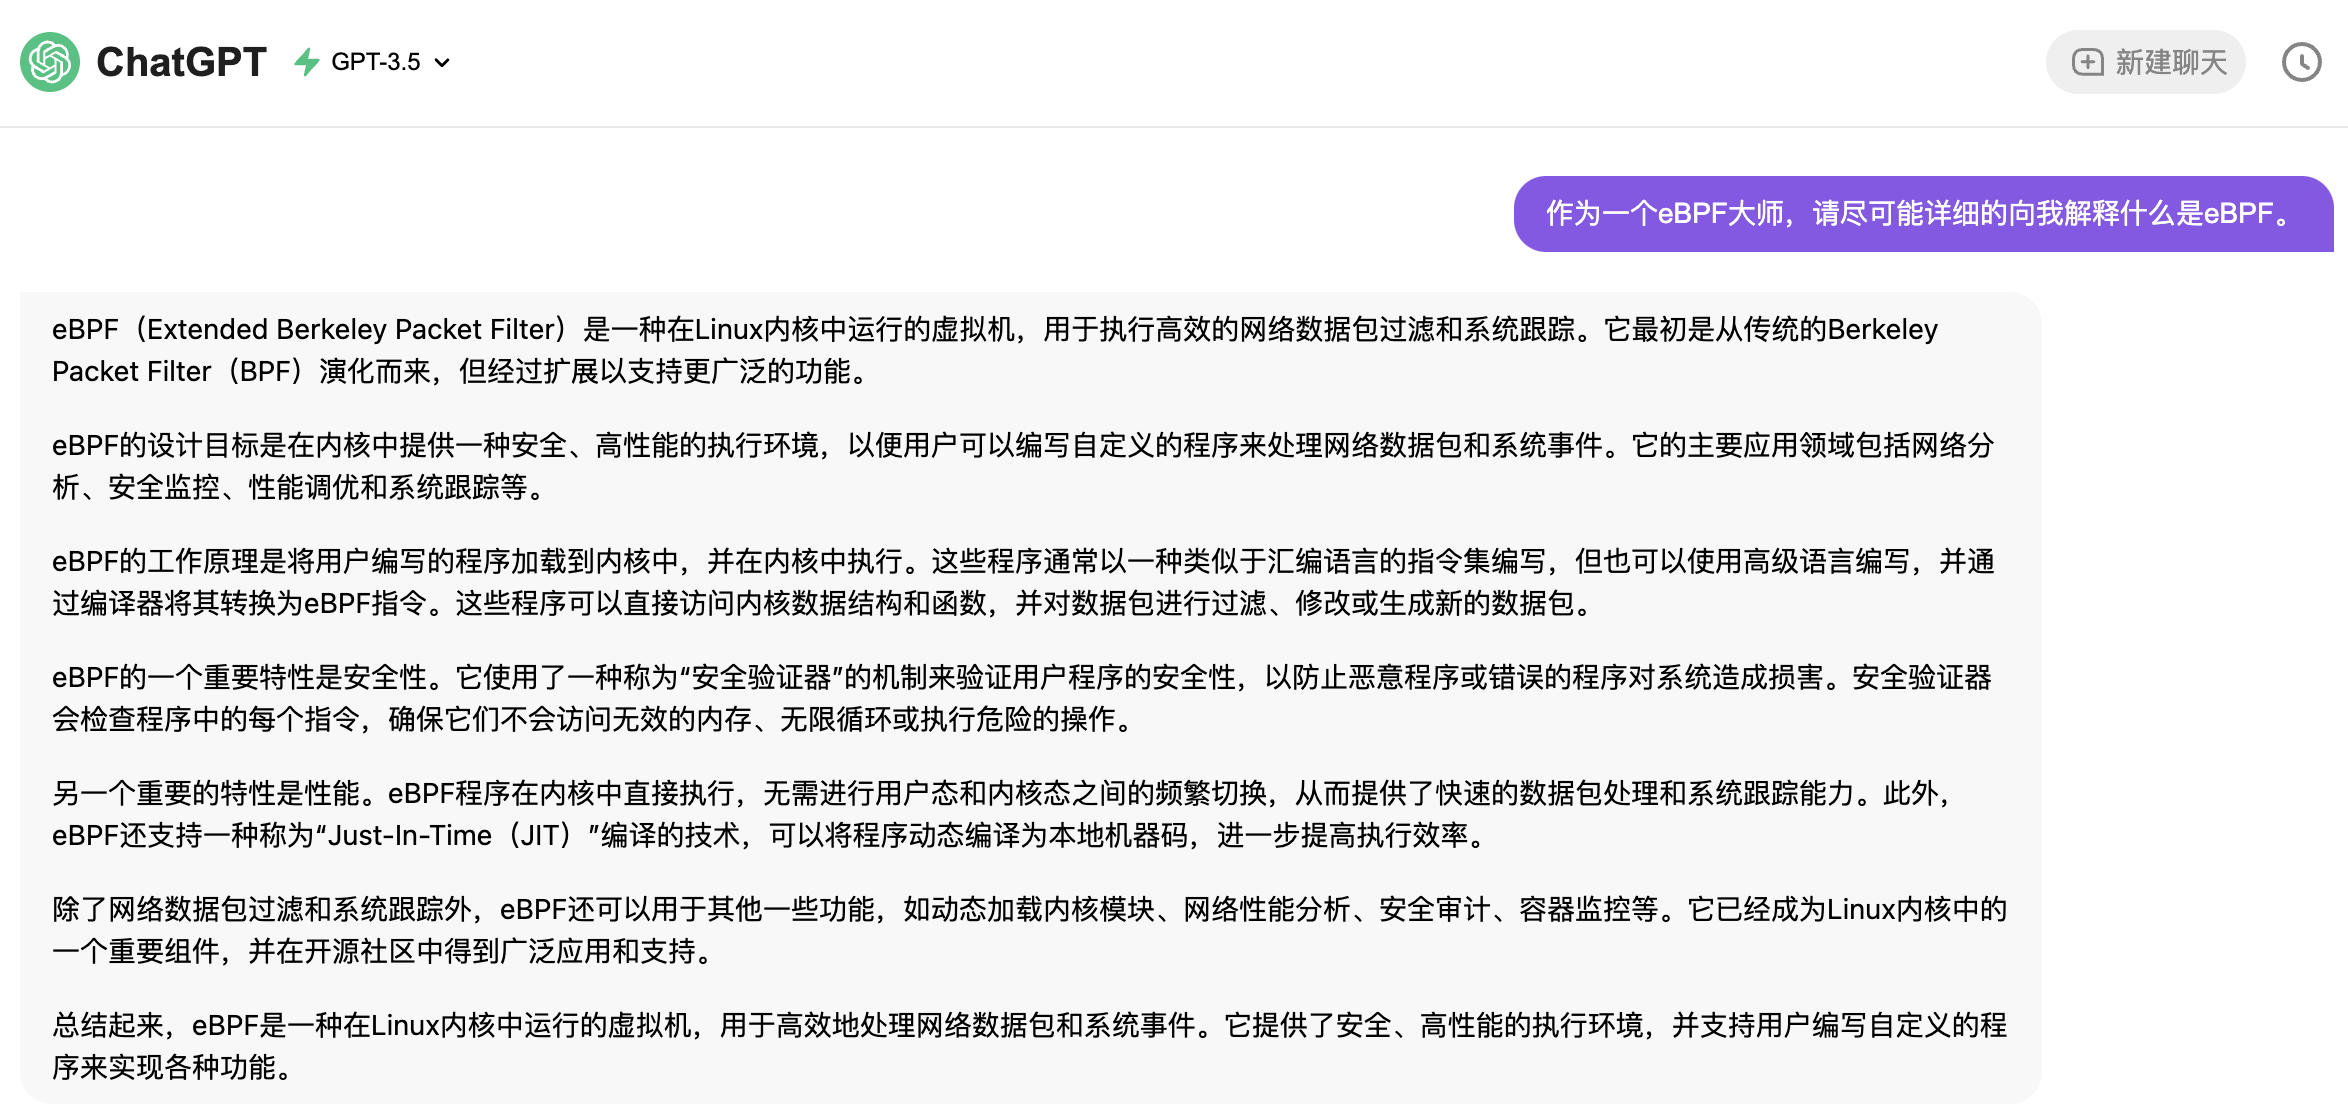 ChatGPT GPT-3.5 新建聊天
作为一个eBPF大师，请尽可能详细的向我解释什么是eBPF。
eBPF（Extended Berkeley Packet Filter）是一种在Linux内核中运行的虚拟机，用于执行高效的网络数据包过滤和系统跟踪。它最初是从传统的Berkeley
Packet Filter（BPF）演化而来，但经过扩展以支持更广泛的功能。
eBPF的设计目标是在内核中提供一种安全、高性能的执行环境，以便用户可以编写自定义的程序来处理网络数据包和系统事件。它的主要应用领域包括网络分
析、安全监控、性能调优和系统跟踪等。
eBPF的工作原理是将用户编写的程序加载到内核中，并在内核中执行。这些程序通常以一种类似于汇编语言的指令集编写，但也可以使用高级语言编写，并通
过编译器将其转换为eBPF指令。这些程序可以直接访问内核数据结构和函数，并对数据包进行过滤、修改或生成新的数据包。
eBPF的一个重要特性是安全性。它使用了一种称为“安全验证器”的机制来验证用户程序的安全性，以防止恶意程序或错误的程序对系统造成损害。安全验证器
会检查程序中的每个指令，确保它们不会访问无效的内存、无限循环或执行危险的操作。
另一个重要的特性是性能。eBPF程序在内核中直接执行，无需进行用户态和内核态之间的频繁切换，从而提供了快速的数据包处理和系统跟踪能力。此外，
eBPF还支持一种称为“Just-In-Time（JIT）”编译的技术，可以将程序动态编译为本地机器码，进一步提高执行效率。
除了网络数据包过滤和系统跟踪外，eBPF还可以用于其他一些功能，如动态加载内核模块、网络性能分析、安全审计、容器监控等。它已经成为Linux内核中的
一个重要组件，并在开源社区中得到广泛应用和支持。
总结起来，eBPF是一种在Linux内核中运行的虚拟机，用于高效地处理网络数据包和系统事件。它提供了安全、高性能的执行环境，并支持用户编写自定义的程
序来实现各种功能。